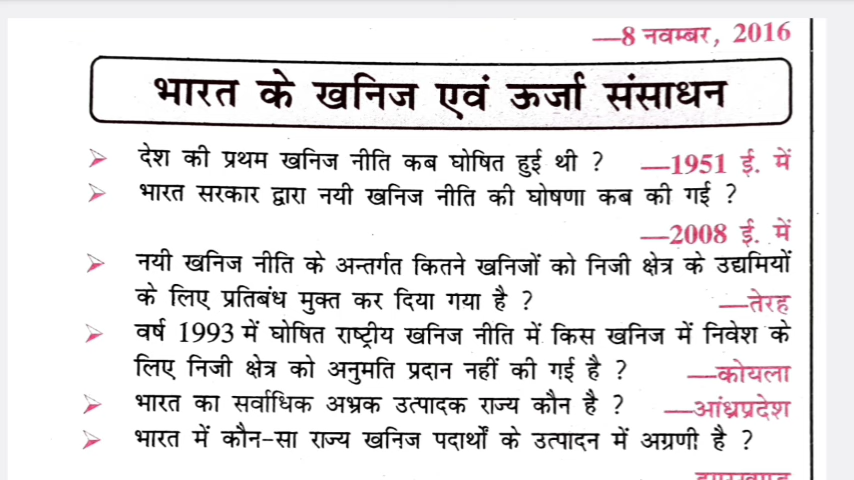 —8 नवम्बर, 2016
भारत के खनिज एवं ऊर्जा संसाधन
देश की प्रथम खनिज नीति कब घोषित हुई थी ? —1951 ई. में
भारत सरकार द्वारा नयी खनिज नीति की घोषणा कब की गई ?
—2008 ई. में
नयी खनिज नीति के अन्तर्गत कितने खनिजों को निजी क्षेत्र के उद्यमियों
के लिए प्रतिबंध मुक्त कर दिया गया है ? —तेरह
वर्ष 1993 में घोषित राष्ट्रीय खनिज नीति में किस खनिज में निवेश के
लिए निजी क्षेत्र को अनुमति प्रदान नहीं की गई है ? —कोयला
भारत का सर्वाधिक अभ्रक उत्पादक राज्य कौन है ? —आंध्रप्रदेश
भारत में कौन-सा राज्य खनिज पदार्थों के उत्पादन में अग्रणी है ?